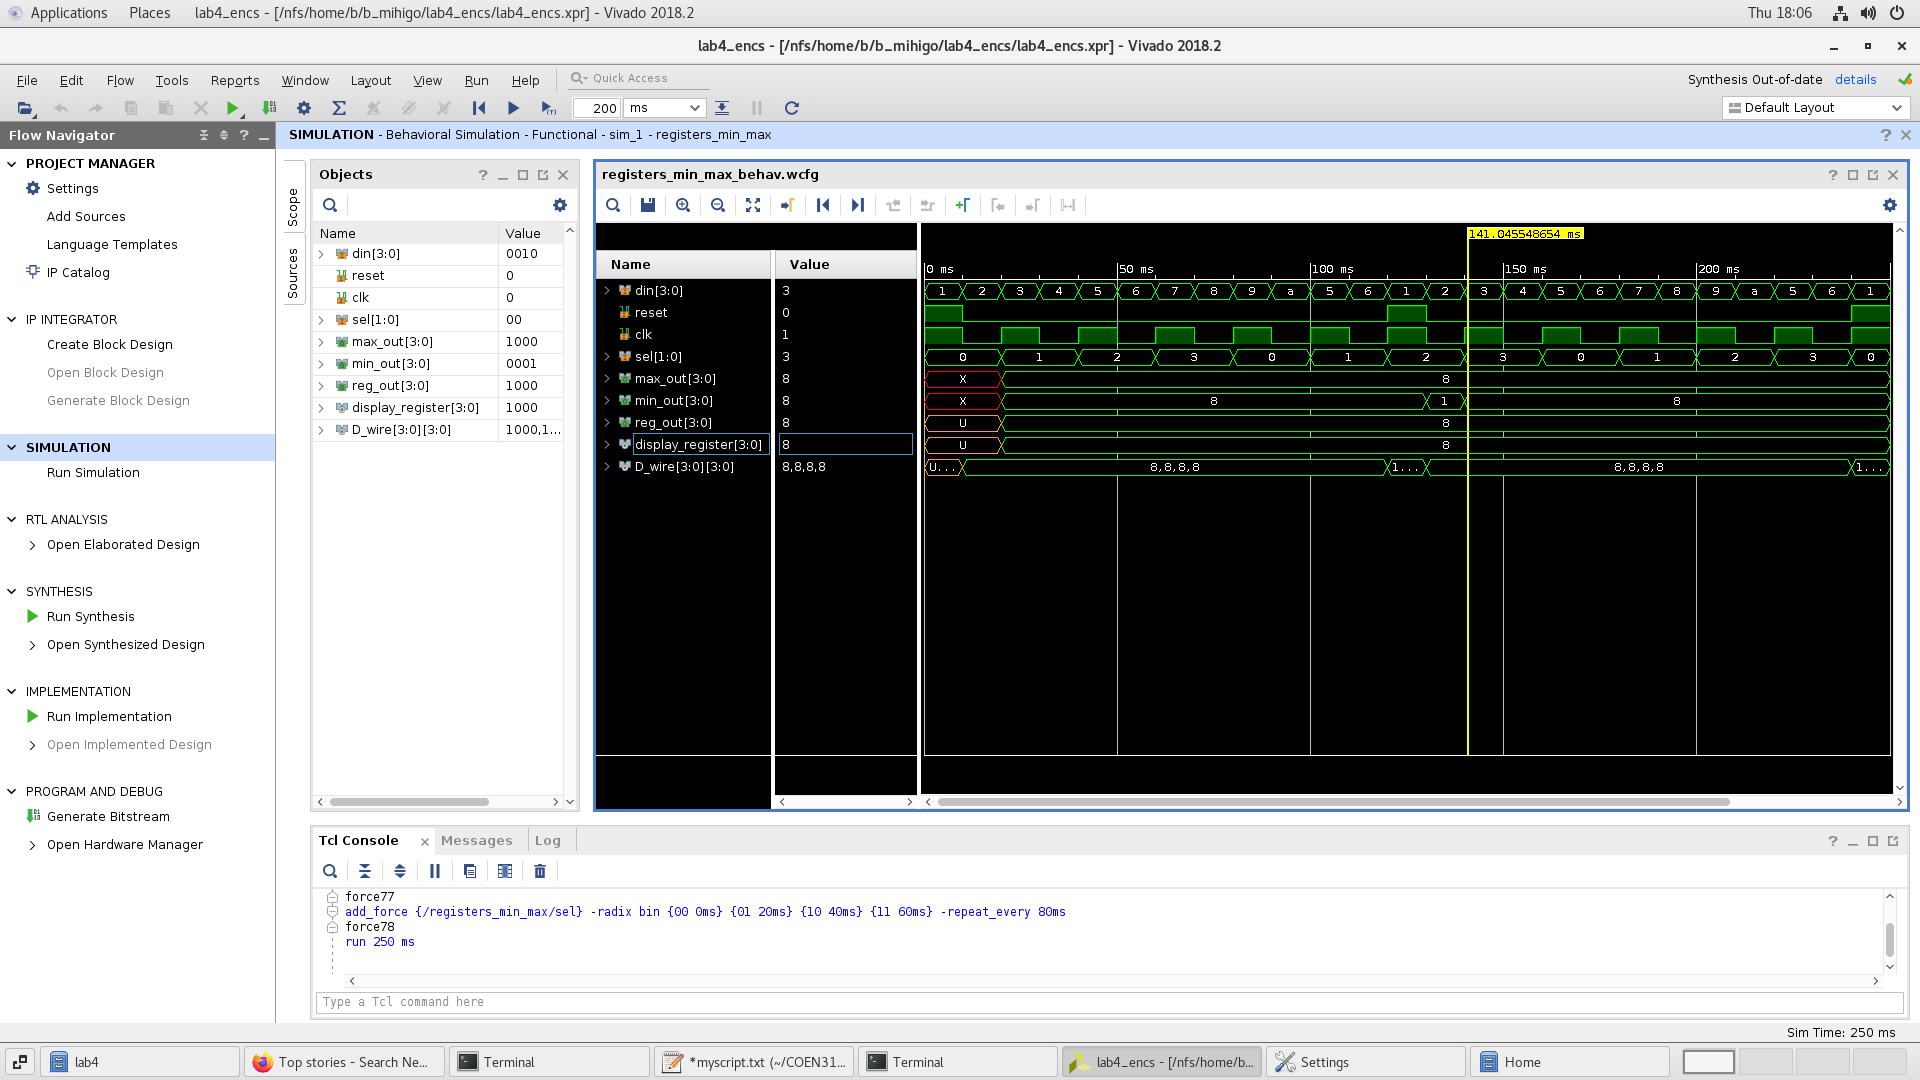 Applications Places lab4_encs - [/nfs/home/b/b_mihigo/lab4_encs/lab4_encs.xpr] - Vivado 2018.2 Thu 18:06
lab4_encs - [/nfs/home/b/b_mihigo/lab4_encs/lab4_encs.xpr] - Vivado 2018.2
File Edit Flow Tools Reports Window Layout View Run Help Quick Access Synthesis Out-of-date details
200 ms Default Layout
Flow Navigator
PROJECT MANAGER
Settings
Add Sources
Language Templates
IP Catalog
IP INTEGRATOR
Create Block Design
Open Block Design
Generate Block Design
SIMULATION
Run Simulation
RTL ANALYSIS
Open Elaborated Design
SYNTHESIS
Run Synthesis
Open Synthesized Design
IMPLEMENTATION
Run Implementation
Open Implemented Design
PROGRAM AND DEBUG
Generate Bitstream
Open Hardware Manager
SIMULATION - Behavioral Simulation - Functional - sim_1 - registers_min_max
Scope
Sources
Objects
Name Value
din[3:0] 0010
reset 0
clk 0
sel[1:0] 00
max_out[3:0] 1000
min_out[3:0] 0001
reg_out[3:0] 1000
display_register[3:0] 1000
D_wire[3:0][3:0] 1000,1...
registers_min_max_behav.wcfg
141.045548654 ms
Name Value 0 ms 50 ms 100 ms 150 ms 200 ms
din[3:0] 3 1 2 3 4 5 6 7 8 9 a 5 6 1 2 3 4 5 6 7 8 9 a 5 6 1
reset 0
clk 1
sel[1:0] 3 0 1 2 3 0 1 2 3 0 1 2 3 0
max_out[3:0] 8 X 8
min_out[3:0] 8 X 8 1 8
reg_out[3:0] 8 U 8
display_register[3:0] 8 U 8
D_wire[3:0][3:0] 8,8,8,8 U... 8,8,8,8 1... 8,8,8,8 1...
Tcl Console Messages Log
force77
add_force {/registers_min_max/sel} -radix bin {00 0ms} {01 20ms} {10 40ms} {11 60ms} -repeat_every 80ms
force78
run 250 ms
Type a Tcl command here
Sim Time: 250 ms
lab4 Top stories - Search Ne... Terminal *myscript.txt (~/COEN31... Terminal lab4_encs - [/nfs/home/b... Settings Home